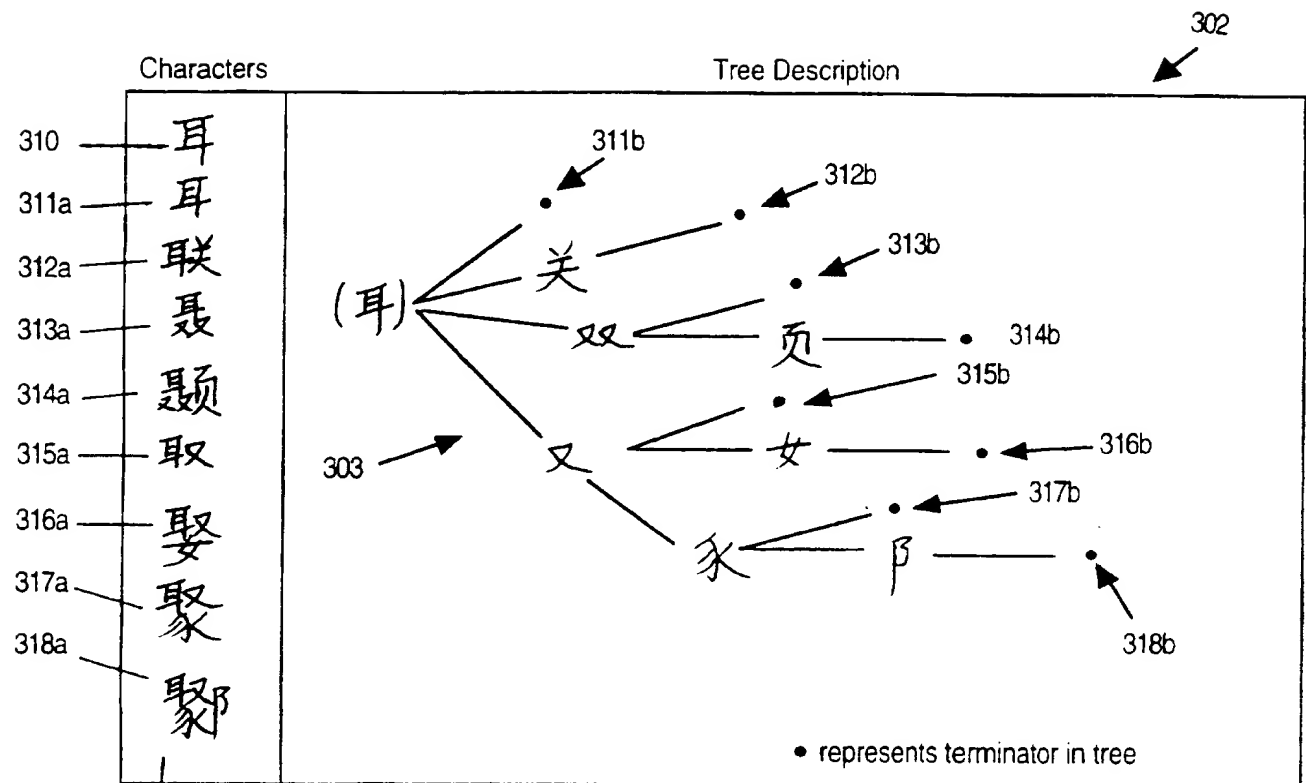 302
Characters Tree Description
310 耳
311a 耳
312a 联
313a 聂
314a 颞
315a 取
316a 娶
317a 聚
318a 鄹
311b
312b
313b
314b
315b
316b
317b
318b
303
(耳)
关
双 页
又 女
阝
• represents terminator in tree